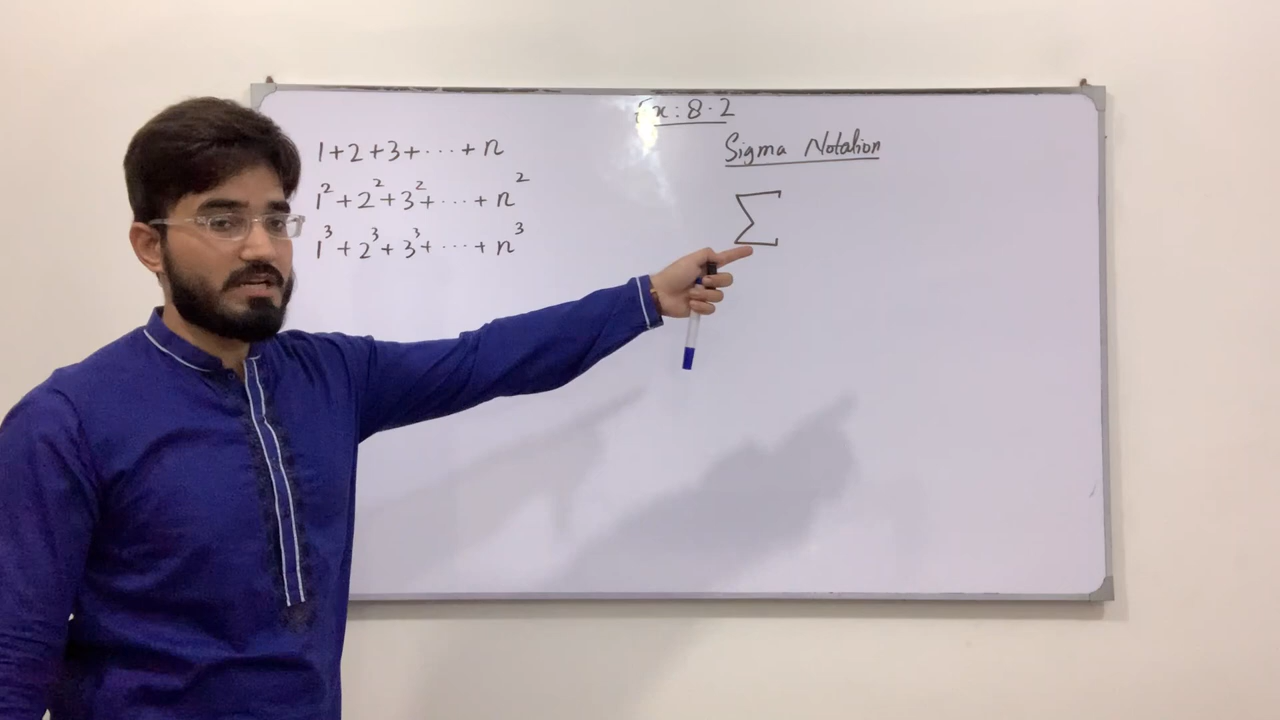 Ex: 8.2
Sigma Notation
1+2+3+...+n
1²+2²+3²+...+n²
1³+2³+3³+...+n³
∑